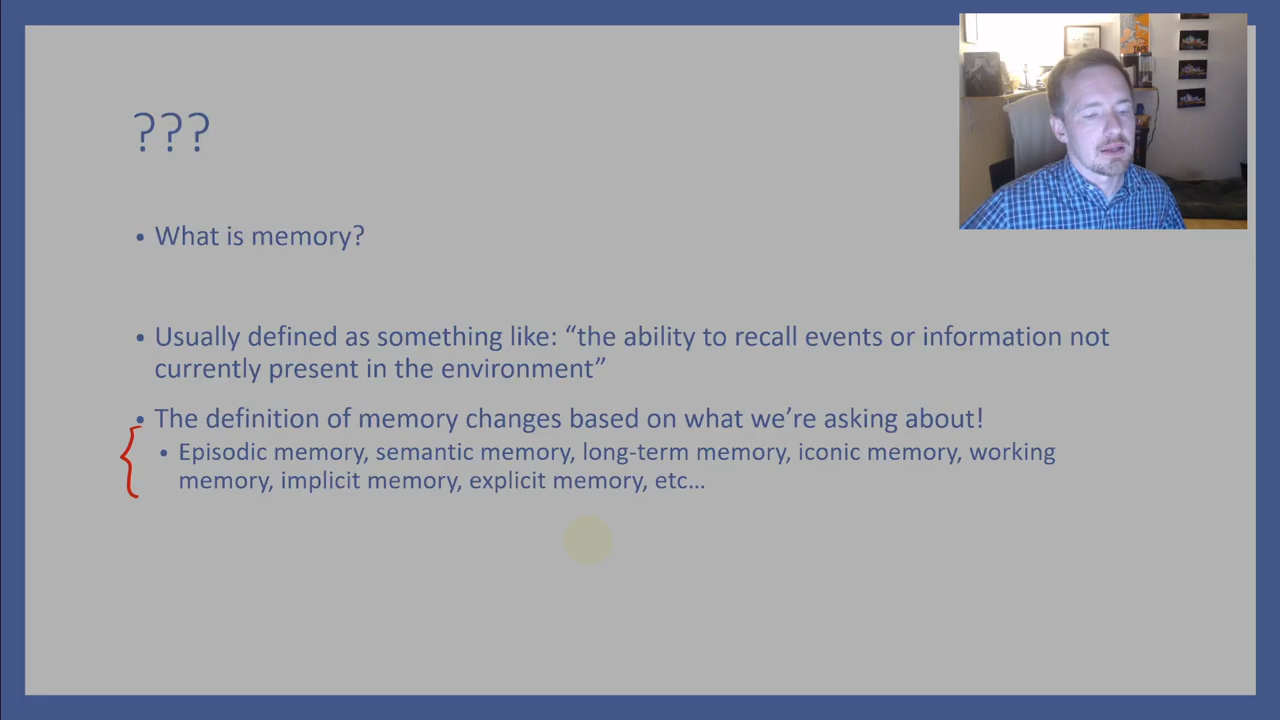 ???
• What is memory?
• Usually defined as something like: “the ability to recall events or information not
currently present in the environment”
• The definition of memory changes based on what we’re asking about!
• Episodic memory, semantic memory, long-term memory, iconic memory, working
memory, implicit memory, explicit memory, etc…
TAPE